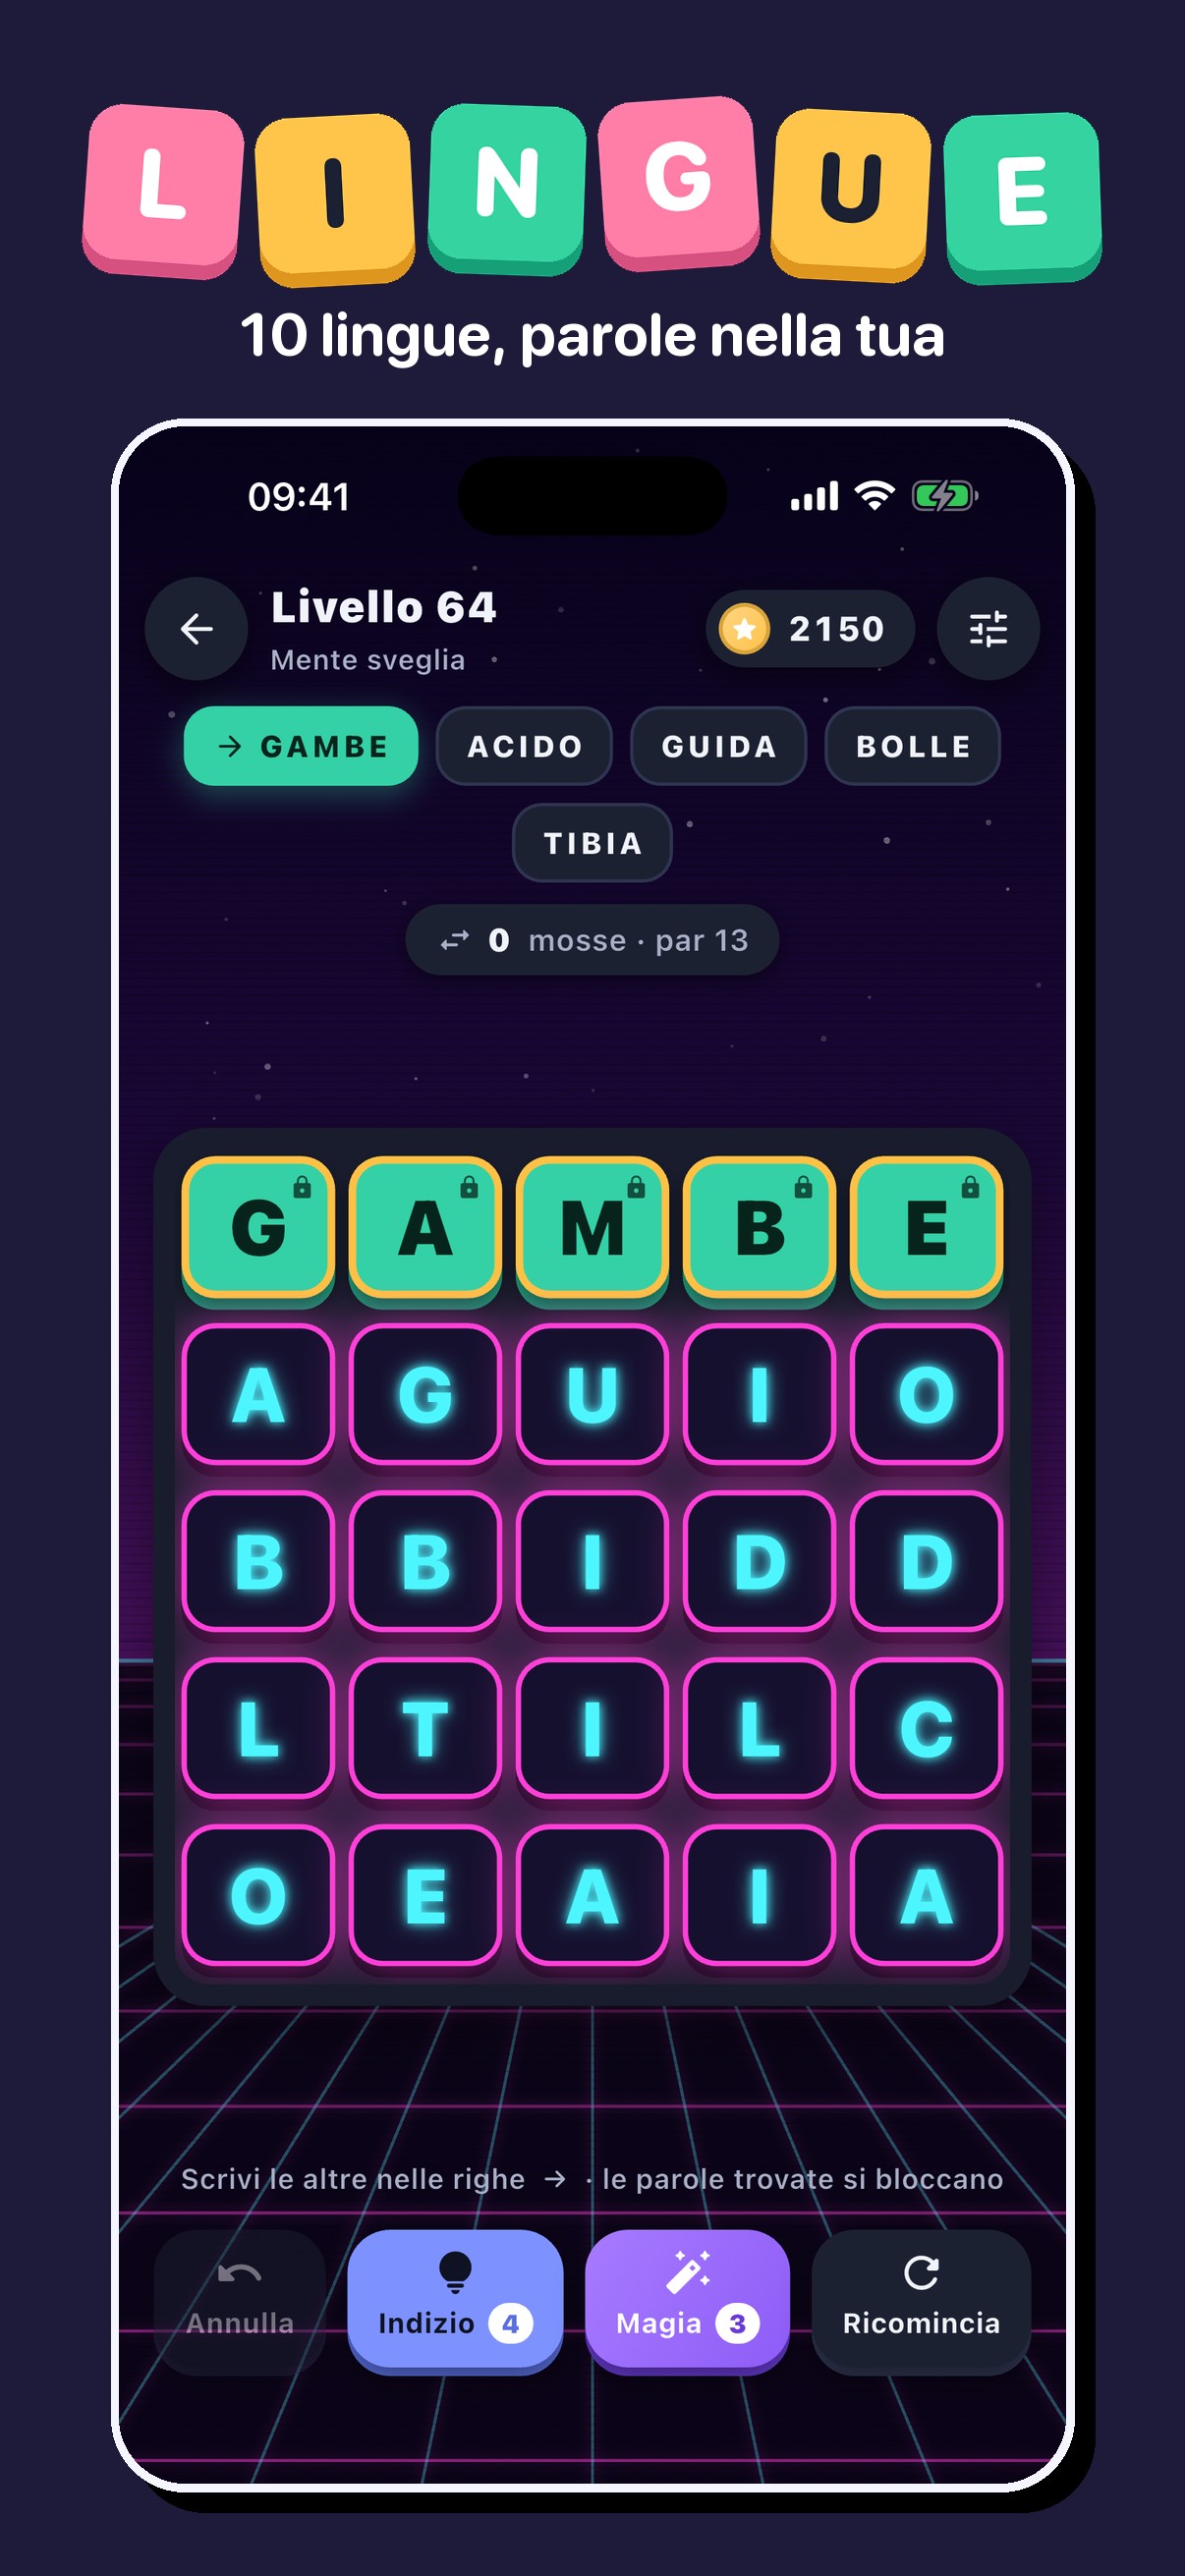 LINGUE
10 lingue, parole nella tua
09:41
Livello 64
Mente sveglia
2150
→ GAMBE ACIDO GUIDA BOLLE
TIBIA
0 mosse · par 13
G A M B E
A G U I O
B B I D D
L T I L C
O E A I A
Scrivi le altre nelle righe → · le parole trovate si bloccano
Annulla Indizio 4 Magia 3 Ricomincia